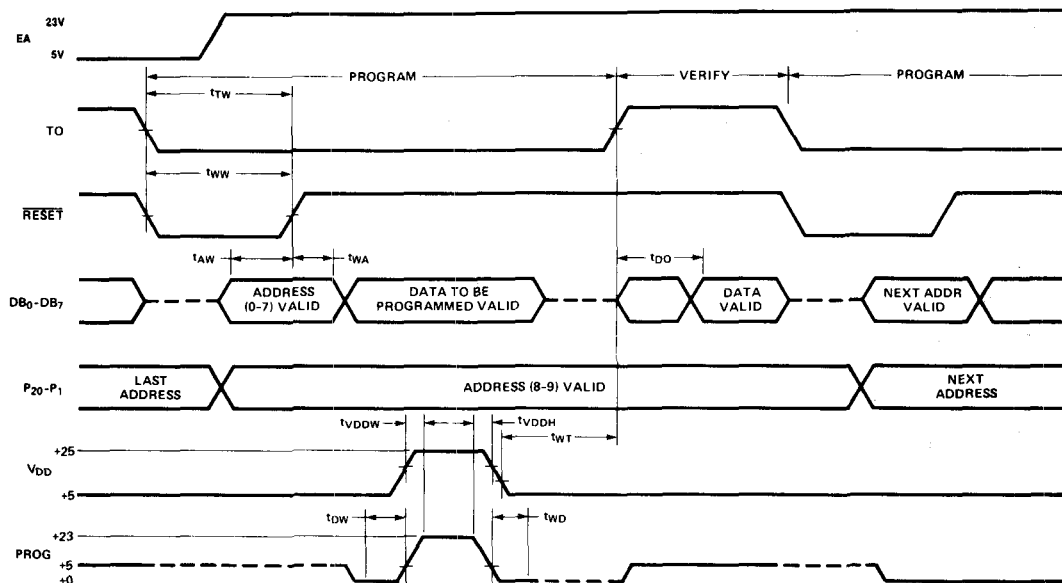 23V
EA
5V
PROGRAM VERIFY PROGRAM
tTW
TO
tWW
RESET
tAW tWA tDO
DB0-DB7
ADDRESS (0-7) VALID
DATA TO BE PROGRAMMED VALID
DATA VALID
NEXT ADDR VALID
P20-P1
LAST ADDRESS
ADDRESS (8-9) VALID
NEXT ADDRESS
tVDDW tVDDH
tWT
+25
VDD
+5
tDW tWD
+23
PROG
+5
+0